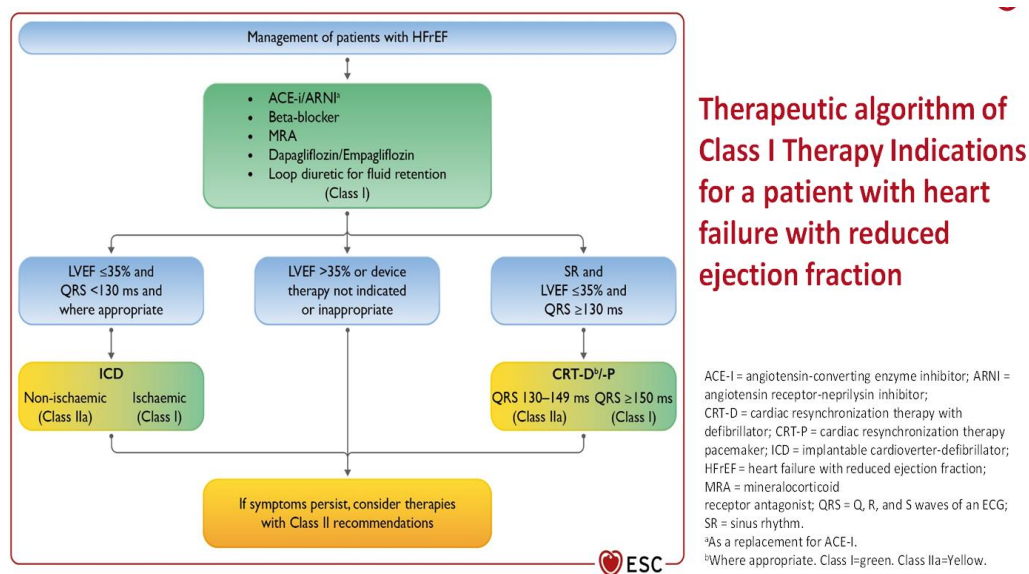 Management of patients with HFrEF
• ACE-i/ARNIᵃ
• Beta-blocker
• MRA
• Dapagliflozin/Empagliflozin
• Loop diuretic for fluid retention
(Class I)
LVEF ≤35% and
QRS <130 ms and
where appropriate
LVEF >35% or device
therapy not indicated
or inappropriate
SR and
LVEF ≤35% and
QRS ≥130 ms
ICD
Non-ischaemic
(Class IIa)
Ischaemic
(Class I)
CRT-Dᵇ/-P
QRS 130–149 ms
(Class IIa)
QRS ≥150 ms
(Class I)
If symptoms persist, consider therapies
with Class II recommendations
ESC
Therapeutic algorithm of
Class I Therapy Indications
for a patient with heart
failure with reduced
ejection fraction
ACE-I = angiotensin-converting enzyme inhibitor; ARNI =
angiotensin receptor-neprilysin inhibitor;
CRT-D = cardiac resynchronization therapy with
defibrillator; CRT-P = cardiac resynchronization therapy
pacemaker; ICD = implantable cardioverter-defibrillator;
HFrEF = heart failure with reduced ejection fraction;
MRA = mineralocorticoid
receptor antagonist; QRS = Q, R, and S waves of an ECG;
SR = sinus rhythm.
ᵃAs a replacement for ACE-I.
ᵇWhere appropriate. Class I=green. Class IIa=Yellow.